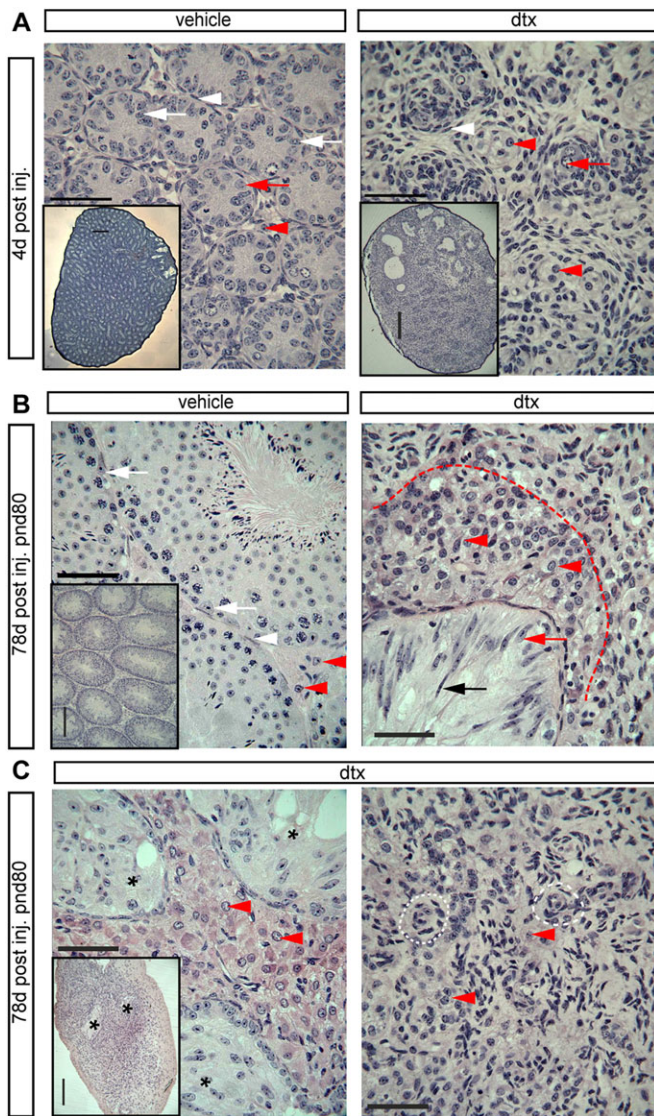 A
vehicle
dtx
4d post inj.
B
vehicle
dtx
78d post inj. pnd80
*
*
C
dtx
78d post inj. pnd80
*
*
*
*
*